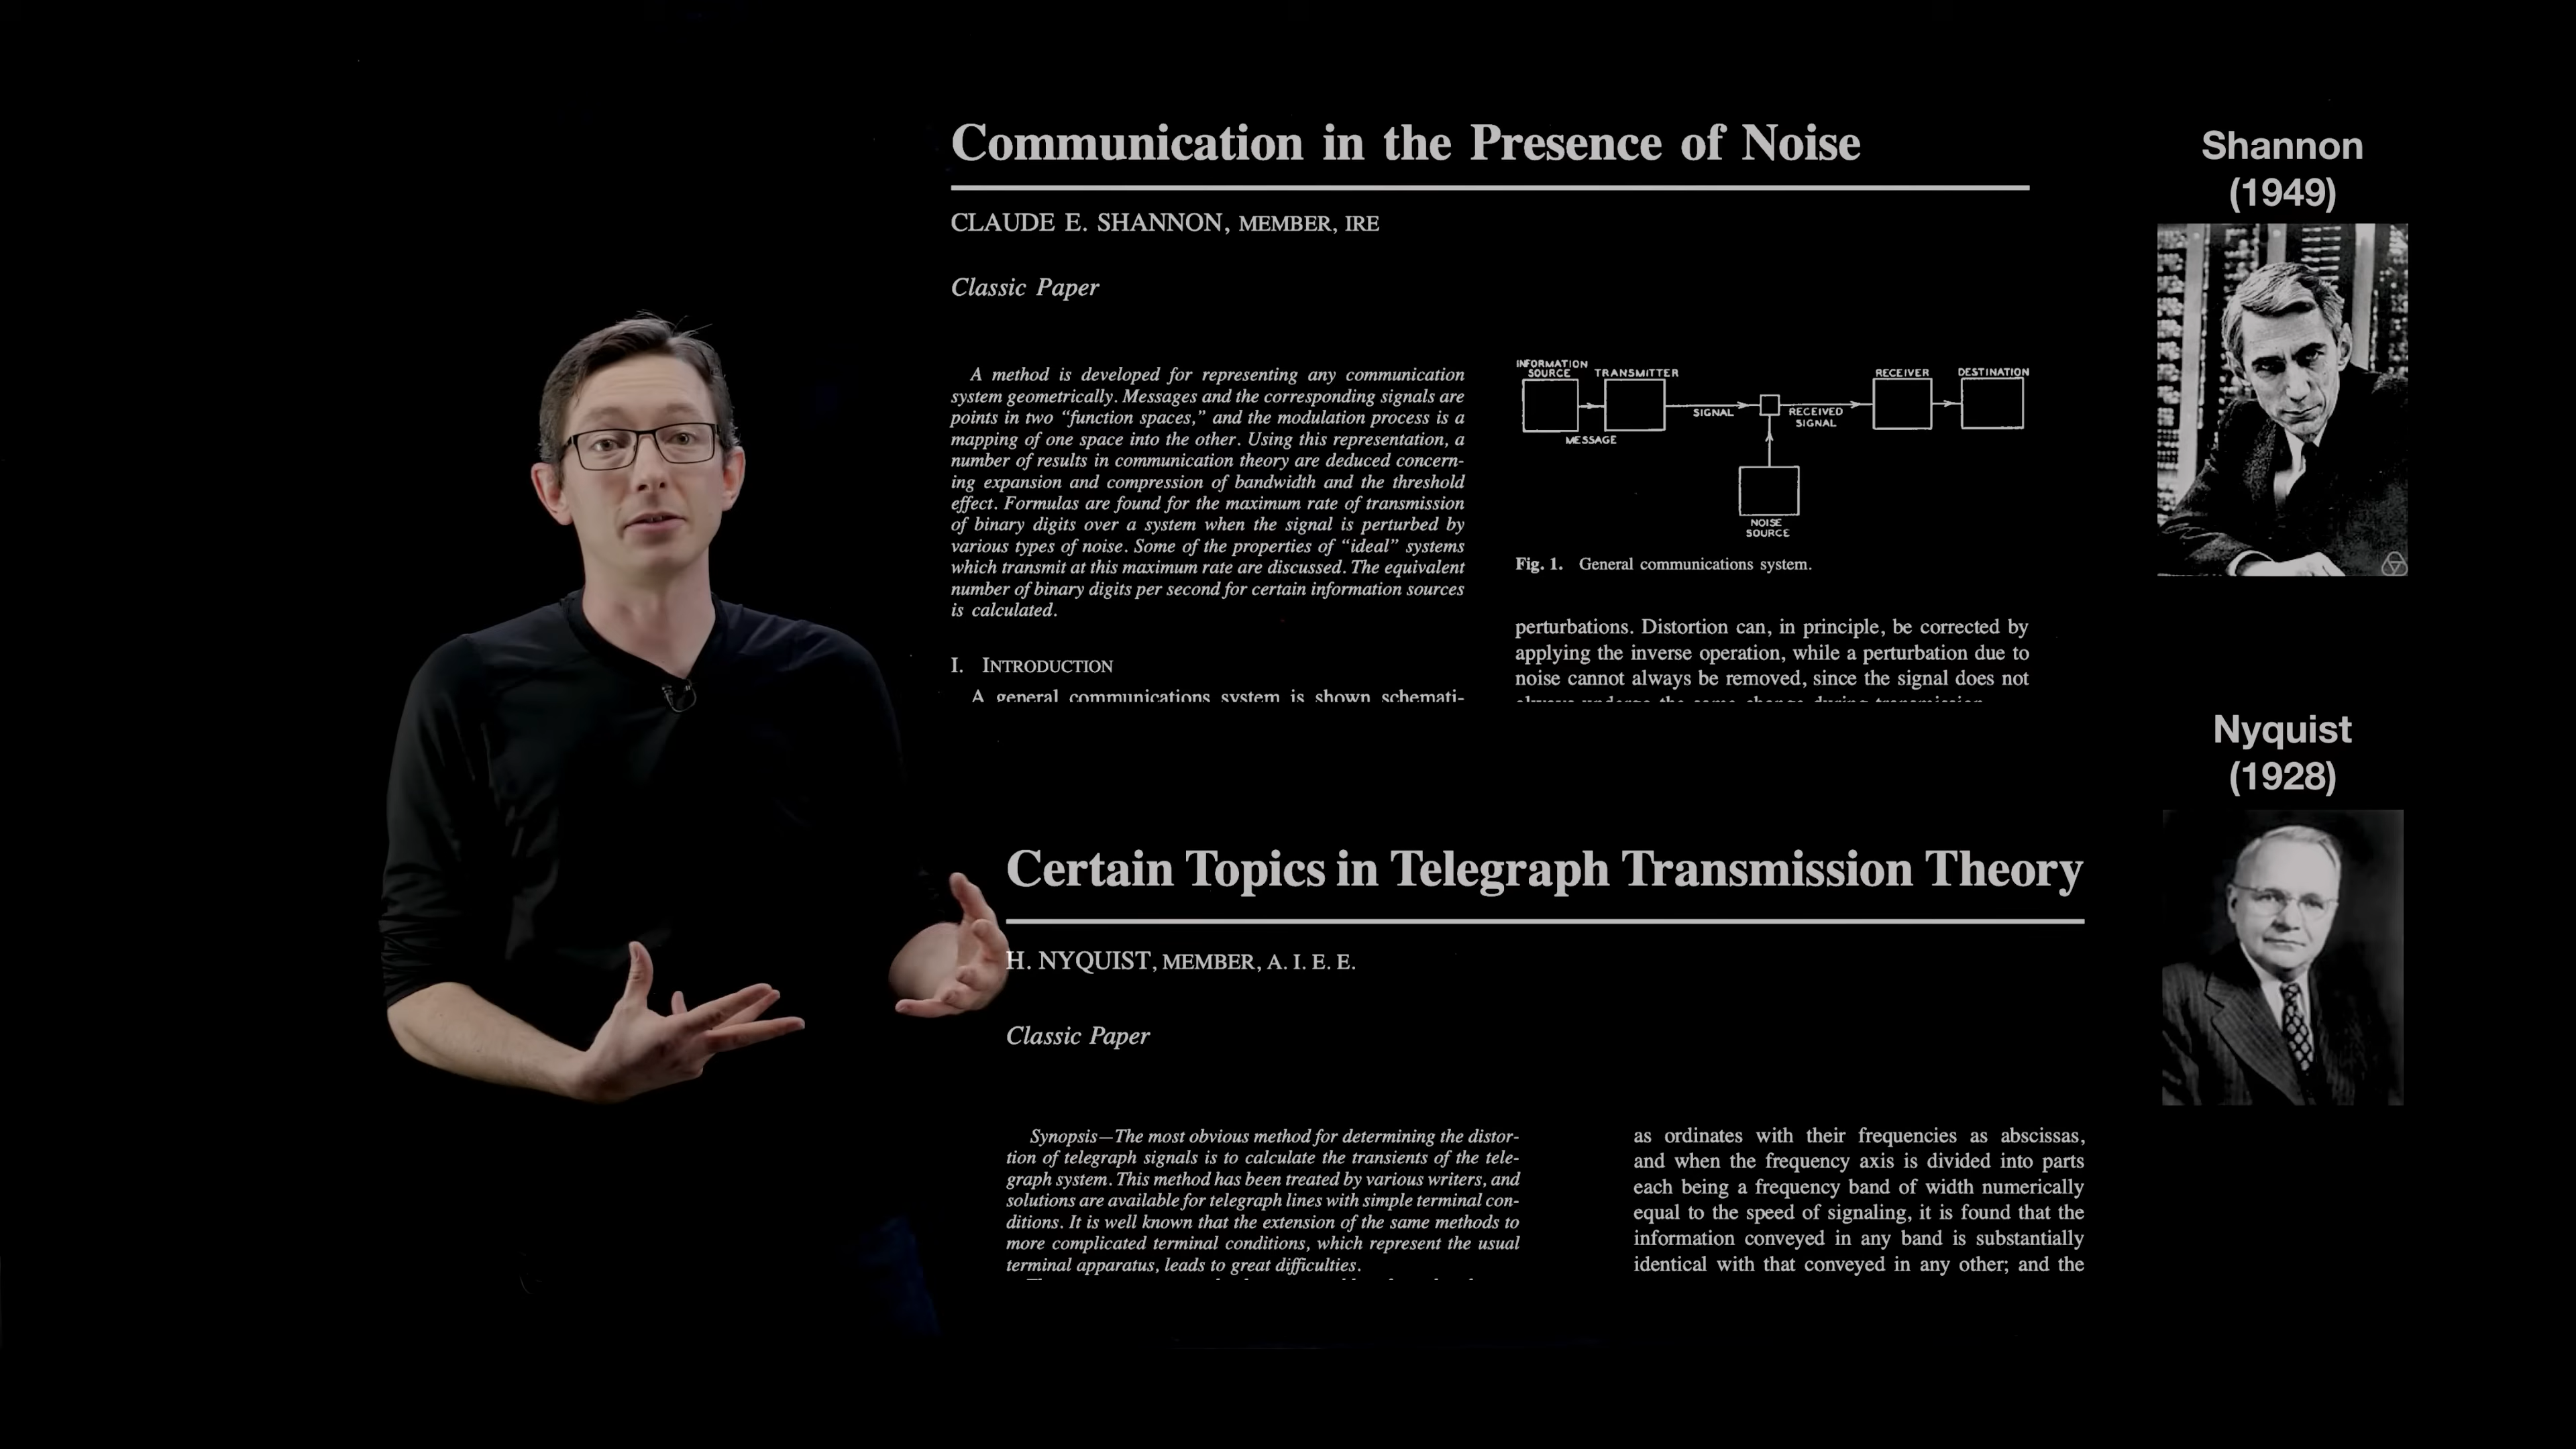 Communication in the Presence of Noise
CLAUDE E. SHANNON, MEMBER, IRE
Classic Paper
A method is developed for representing any communication
system geometrically. Messages and the corresponding signals are
points in two “function spaces,” and the modulation process is a
mapping of one space into the other. Using this representation, a
number of results in communication theory are deduced concern-
ing expansion and compression of bandwidth and the threshold
effect. Formulas are found for the maximum rate of transmission
of binary digits over a system when the signal is perturbed by
various types of noise. Some of the properties of “ideal” systems
which transmit at this maximum rate are discussed. The equivalent
number of binary digits per second for certain information sources
is calculated.
I. INTRODUCTION
A general communications system is shown schemati-
INFORMATION
SOURCE
TRANSMITTER
RECEIVER
DESTINATION
SIGNAL
RECEIVED
SIGNAL
MESSAGE
NOISE
SOURCE
Fig. 1. General communications system.
perturbations. Distortion can, in principle, be corrected by
applying the inverse operation, while a perturbation due to
noise cannot always be removed, since the signal does not
always undergo the same change during transmission.
Shannon
(1949)
Nyquist
(1928)
Certain Topics in Telegraph Transmission Theory
H. NYQUIST, MEMBER, A. I. E. E.
Classic Paper
Synopsis—The most obvious method for determining the distor-
tion of telegraph signals is to calculate the transients of the tele-
graph system. This method has been treated by various writers, and
solutions are available for telegraph lines with simple terminal con-
ditions. It is well known that the extension of the same methods to
more complicated terminal conditions, which represent the usual
terminal apparatus, leads to great difficulties.
as ordinates with their frequencies as abscissas,
and when the frequency axis is divided into parts
each being a frequency band of width numerically
equal to the speed of signaling, it is found that the
information conveyed in any band is substantially
identical with that conveyed in any other; and the